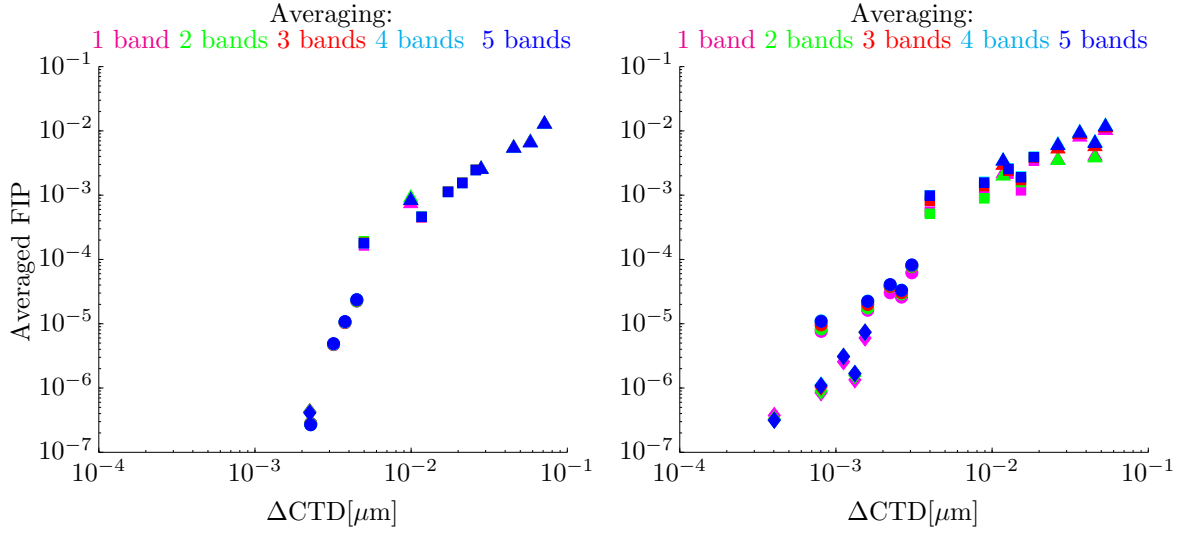 Averaging:
1 band 2 bands 3 bands 4 bands 5 bands
10⁻¹
10⁻²
10⁻³
10⁻⁴
10⁻⁵
10⁻⁶
10⁻⁷
Averaged FIP
10⁻⁴ 10⁻³ 10⁻² 10⁻¹
ΔCTD[μm]
Averaging:
1 band 2 bands 3 bands 4 bands 5 bands
10⁻¹
10⁻²
10⁻³
10⁻⁴
10⁻⁵
10⁻⁶
10⁻⁷
10⁻⁴ 10⁻³ 10⁻² 10⁻¹
ΔCTD[μm]